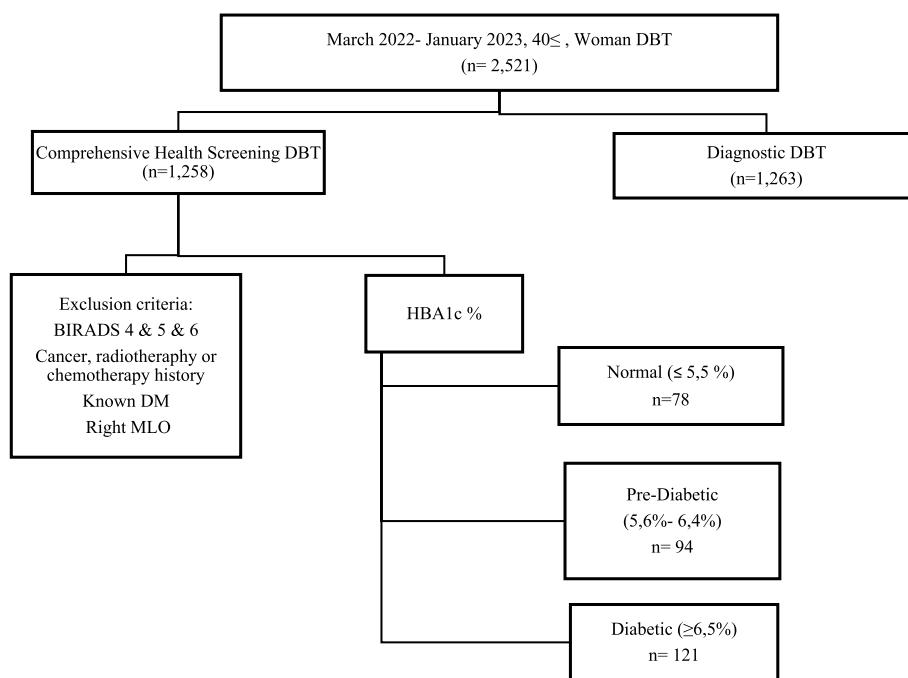 March 2022- January 2023, 40≤ , Woman DBT
(n= 2,521)
Comprehensive Health Screening DBT
(n=1,258)
Diagnostic DBT
(n=1,263)
Exclusion criteria:
BIRADS 4 & 5 & 6
Cancer, radiotheraphy or
chemotherapy history
Known DM
Right MLO
HBA1c %
Normal (≤ 5,5 %)
n=78
Pre-Diabetic
(5,6%- 6,4%)
n= 94
Diabetic (≥6,5%)
n= 121